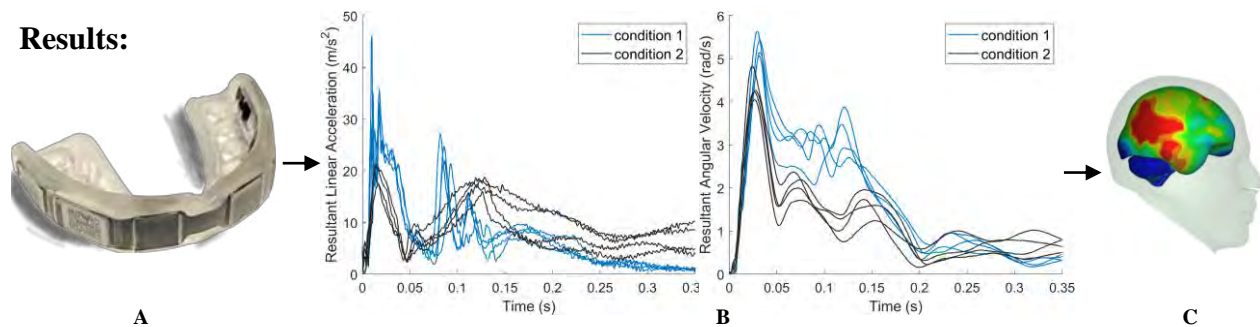 Results:
Resultant Linear Acceleration (m/s²)
50
40
30
20
10
0
condition 1
condition 2
0 0.05 0.1 0.15 0.2 0.25 0.3 0.35
Time (s)
Resultant Angular Velocity (rad/s)
6
5
4
3
2
1
0
condition 1
condition 2
0 0.05 0.1 0.15 0.2 0.25 0.3 0.35
Time (s)
A
B
C